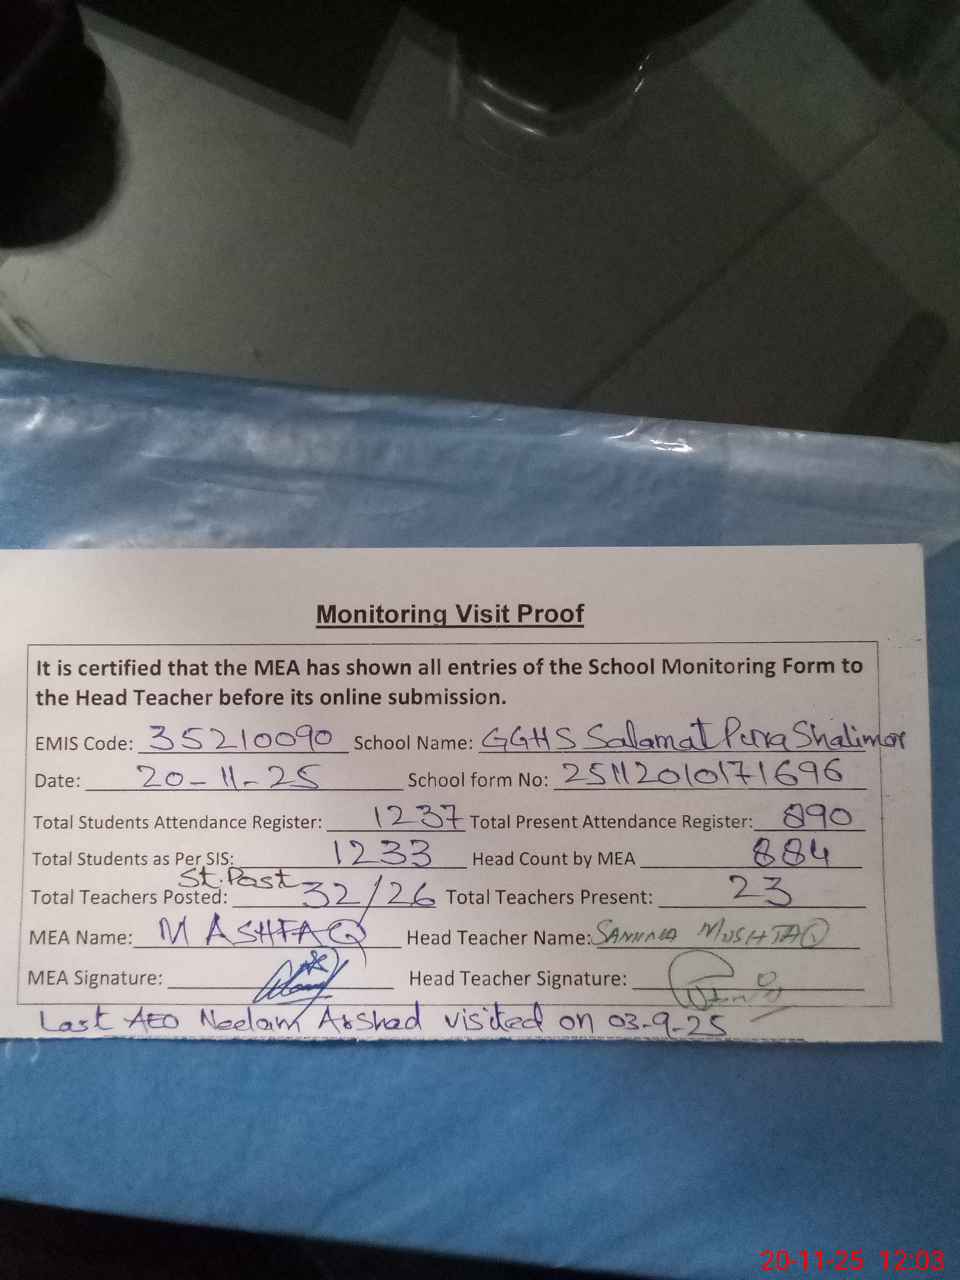 Monitoring Visit Proof
It is certified that the MEA has shown all entries of the School Monitoring Form to
the Head Teacher before its online submission.
EMIS Code: 35210090 School Name: GGHS Salamat Pura Shalimar
Date: 20-11-25 School form No: 25112010171696
Total Students Attendance Register: 1237 Total Present Attendance Register: 890
Total Students as Per SIS: 1233 Head Count by MEA 884
St. Post
Total Teachers Posted: 32/26 Total Teachers Present: 23
MEA Name: M ASHFAQ Head Teacher Name: MUSHTAQ
MEA Signature: Head Teacher Signature:
Last AEO Neelam Arshad visited on 03-9-25
20-11-25 12:03